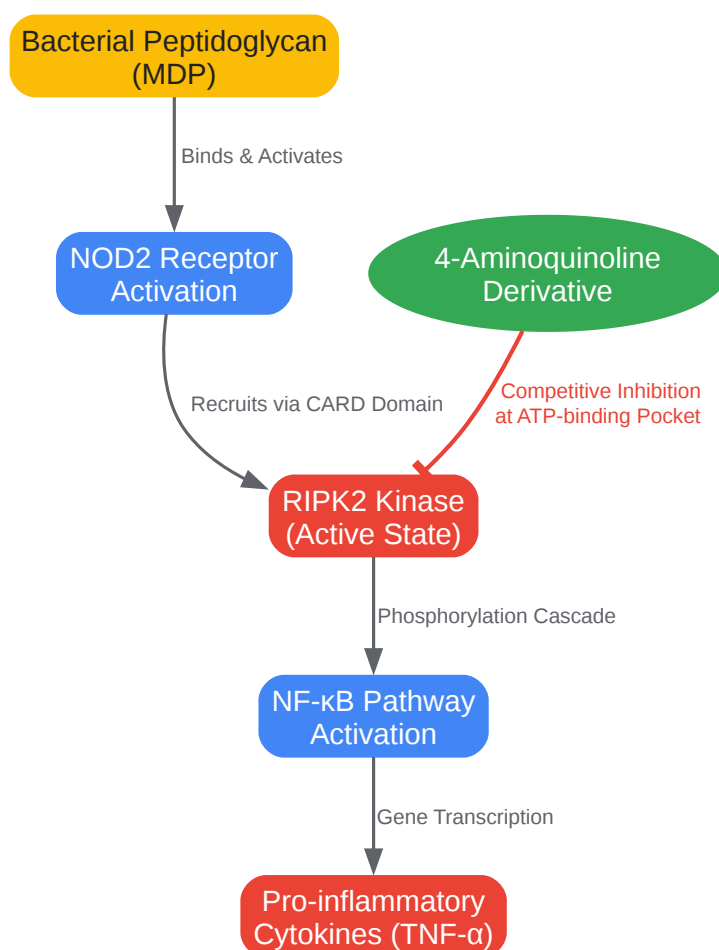 Bacterial Peptidoglycan
(MDP)
Binds & Activates
NOD2 Receptor
Activation
4-Aminoquinoline
Derivative
Recruits via CARD Domain
Competitive Inhibition
at ATP-binding Pocket
RIPK2 Kinase
(Active State)
Phosphorylation Cascade
NF-κB Pathway
Activation
Gene Transcription
Pro-inflammatory
Cytokines (TNF-α)